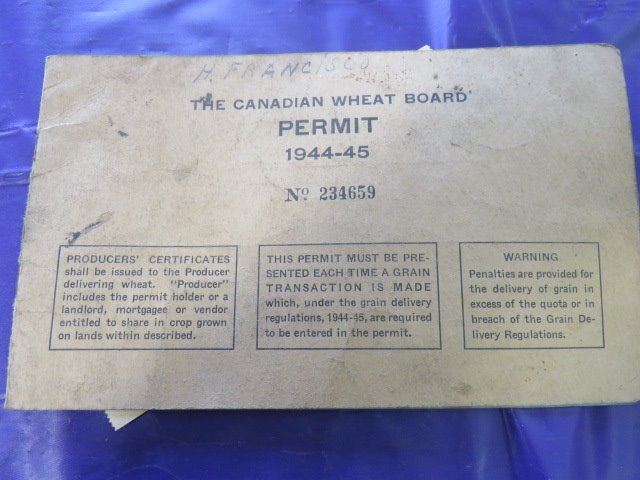 H. FRANCISCO
THE CANADIAN WHEAT BOARD
PERMIT
1944-45
Nº 234659
PRODUCERS' CERTIFICATES
shall be issued to the Producer
delivering wheat. "Producer"
includes the permit holder or a
landlord, mortgagee or vendor
entitled to share in crop grown
on lands within described.
THIS PERMIT MUST BE PRE-
SENTED EACH TIME A GRAIN
TRANSACTION IS MADE
which, under the grain delivery
regulations, 1944-45, are required
to be entered in the permit.
WARNING
Penalties are provided for
the delivery of grain in
excess of the quota or in
breach of the Grain De-
livery Regulations.